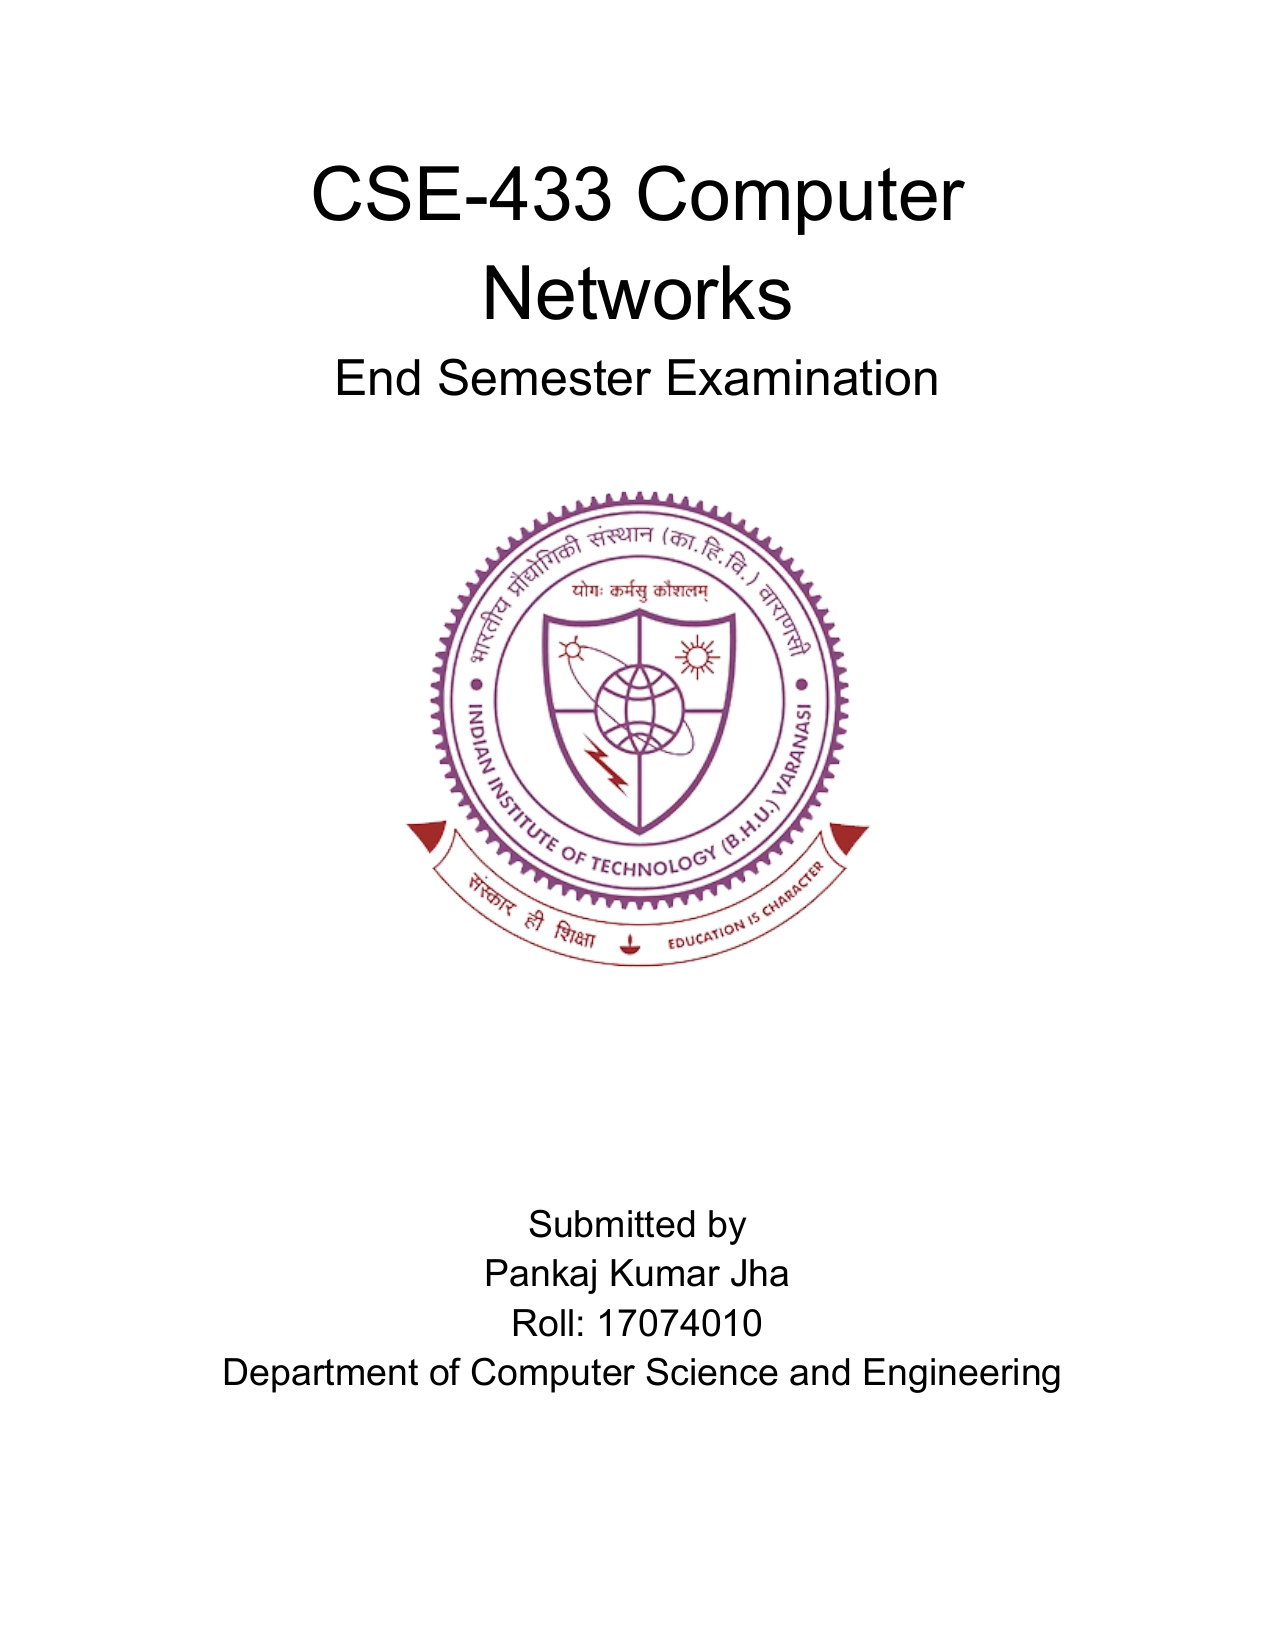 CSE-433 Computer
Networks
End Semester Examination
भारतीय प्रौद्योगिकी संस्थान (का.हि.वि.) वाराणसी
योगः कर्मसु कौशलम्
INDIAN INSTITUTE OF TECHNOLOGY (B.H.U.) VARANASI
संस्कार ही शिक्षा
EDUCATION IS CHARACTER
Submitted by
Pankaj Kumar Jha
Roll: 17074010
Department of Computer Science and Engineering